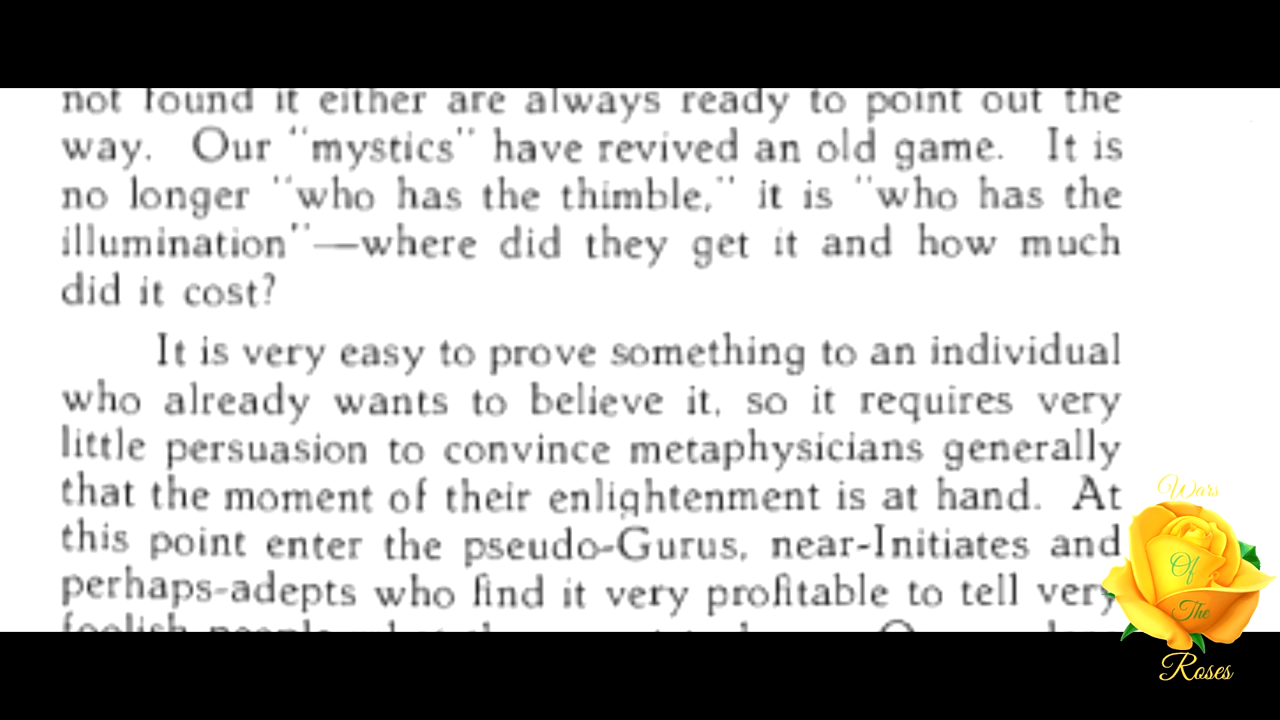 not found it either are always ready to point out the
way. Our "mystics" have revived an old game. It is
no longer "who has the thimble," it is "who has the
illumination"—where did they get it and how much
did it cost?
It is very easy to prove something to an individual
who already wants to believe it, so it requires very
little persuasion to convince metaphysicians generally
that the moment of their enlightenment is at hand. At
this point enter the pseudo-Gurus, near-Initiates and
perhaps-adepts who find it very profitable to tell very
foolish people
Wars
Of
The
Roses